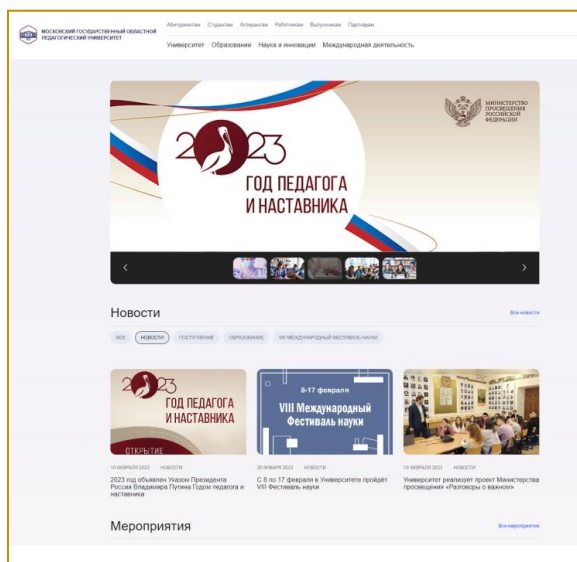 МОСКОВСКИЙ ГОСУДАРСТВЕННЫЙ ОБЛАСТНОЙ
ПЕДАГОГИЧЕСКИЙ УНИВЕРСИТЕТ
Абитуриентам Студентам Аспирантам Работникам Выпускникам Партнёрам
Университет Образование Наука и инновации Международная деятельность
МИНИСТЕРСТВО
ПРОСВЕЩЕНИЯ
РОССИЙСКОЙ
ФЕДЕРАЦИИ
2023
ГОД ПЕДАГОГА
И НАСТАВНИКА
Новости
Все новости
ВСЕ НОВОСТИ ПОСТУПЛЕНИЕ ОБРАЗОВАНИЕ VIII МЕЖДУНАРОДНЫЙ ФЕСТИВАЛЬ НАУКИ
2023
ГОД ПЕДАГОГА
И НАСТАВНИКА
ОТКРЫТИЕ
8-17 февраля
VIII Международный
Фестиваль науки
10 ФЕВРАЛЯ 2023 НОВОСТИ
2023 год объявлен Указом Президента
России Владимира Путина Годом педагога и
наставника
30 ЯНВАРЯ 2023 НОВОСТИ
С 8 по 17 февраля в Университете пройдёт
VIII Фестиваль науки
10 ФЕВРАЛЯ 2023 НОВОСТИ
Университет реализует проект Министерства
просвещения «Разговоры о важном»
Мероприятия
Все мероприятия